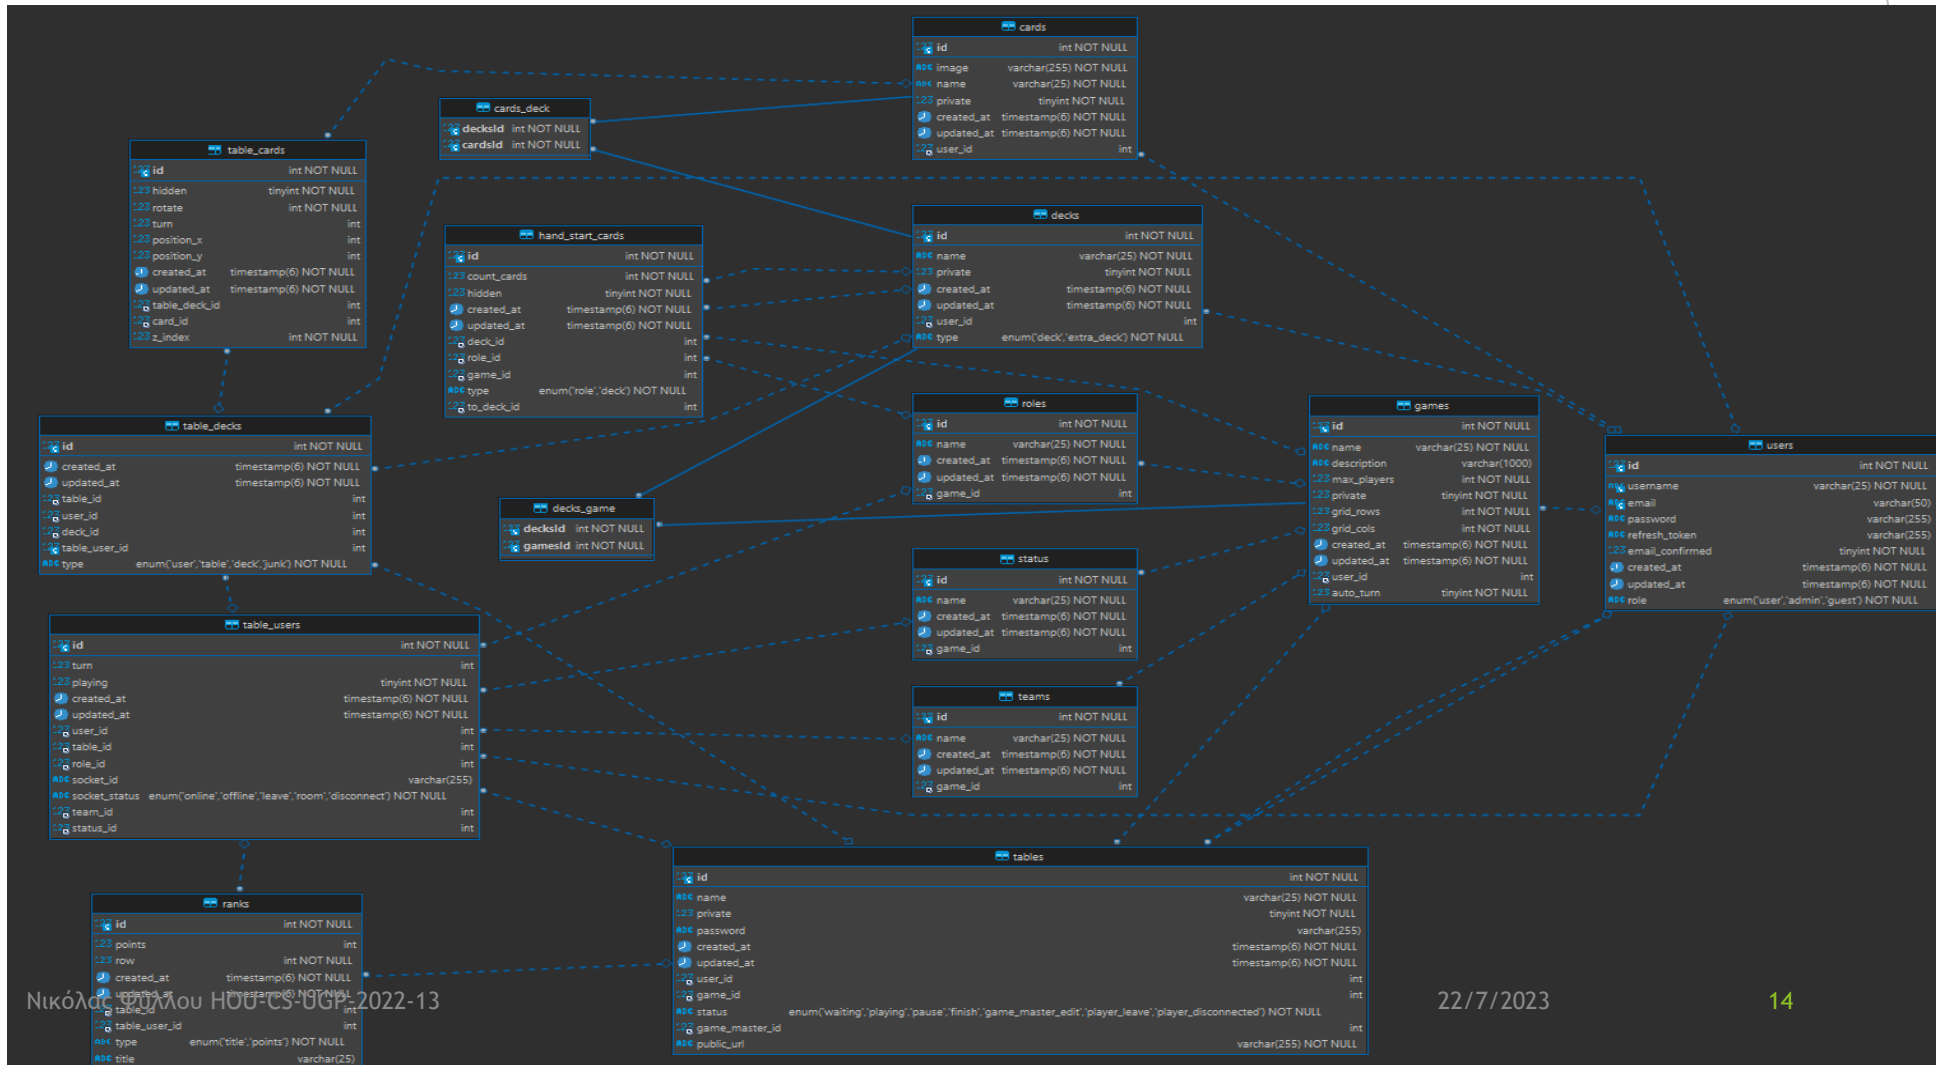 cards
id int NOT NULL
image varchar(255) NOT NULL
name varchar(25) NOT NULL
private tinyint NOT NULL
created_at timestamp(6) NOT NULL
updated_at timestamp(6) NOT NULL
user_id int
cards_deck
decksId int NOT NULL
cardsId int NOT NULL
table_cards
id int NOT NULL
hidden tinyint NOT NULL
rotate int NOT NULL
turn int
position_x int
position_y int
created_at timestamp(6) NOT NULL
updated_at timestamp(6) NOT NULL
table_deck_id int
card_id int
z_index int NOT NULL
hand_start_cards
id int NOT NULL
count_cards int NOT NULL
hidden tinyint NOT NULL
created_at timestamp(6) NOT NULL
updated_at timestamp(6) NOT NULL
deck_id int
role_id int
game_id int
type enum('role','deck') NOT NULL
to_deck_id int
decks
id int NOT NULL
name varchar(25) NOT NULL
private tinyint NOT NULL
created_at timestamp(6) NOT NULL
updated_at timestamp(6) NOT NULL
user_id int
type enum('deck','extra_deck') NOT NULL
roles
id int NOT NULL
name varchar(25) NOT NULL
created_at timestamp(6) NOT NULL
updated_at timestamp(6) NOT NULL
game_id int
games
id int NOT NULL
name varchar(25) NOT NULL
description varchar(1000)
max_players int NOT NULL
private tinyint NOT NULL
grid_rows int NOT NULL
grid_cols int NOT NULL
created_at timestamp(6) NOT NULL
updated_at timestamp(6) NOT NULL
user_id int
auto_turn tinyint NOT NULL
users
id int NOT NULL
username varchar(25) NOT NULL
email varchar(50)
password varchar(255)
refresh_token varchar(255)
email_confirmed tinyint NOT NULL
created_at timestamp(6) NOT NULL
updated_at timestamp(6) NOT NULL
role enum('user','admin','guest') NOT NULL
table_decks
id int NOT NULL
created_at timestamp(6) NOT NULL
updated_at timestamp(6) NOT NULL
table_id int
user_id int
deck_id int
table_user_id int
type enum('user','table','deck','junk') NOT NULL
decks_game
decksId int NOT NULL
gamesId int NOT NULL
status
id int NOT NULL
name varchar(25) NOT NULL
created_at timestamp(6) NOT NULL
updated_at timestamp(6) NOT NULL
game_id int
table_users
id int NOT NULL
turn int
playing tinyint NOT NULL
created_at timestamp(6) NOT NULL
updated_at timestamp(6) NOT NULL
user_id int
table_id int
role_id int
socket_id varchar(255)
socket_status enum('online','offline','leave','room','disconnect') NOT NULL
team_id int
status_id int
teams
id int NOT NULL
name varchar(25) NOT NULL
created_at timestamp(6) NOT NULL
updated_at timestamp(6) NOT NULL
game_id int
tables
id int NOT NULL
name varchar(25) NOT NULL
private tinyint NOT NULL
password varchar(255)
created_at timestamp(6) NOT NULL
updated_at timestamp(6) NOT NULL
user_id int
game_id int
status enum('waiting','playing','pause','finish','game_master_edit','player_leave','player_disconnected') NOT NULL
game_master_id int
public_url varchar(255) NOT NULL
ranks
id int NOT NULL
points int
row int NOT NULL
created_at timestamp(6) NOT NULL
updated_at timestamp(6) NOT NULL
table_id int
table_user_id int
type enum('title','points') NOT NULL
title varchar(25)
Νικόλας Φύλλου HOU-CS-UGP-2022-13
22/7/2023
14